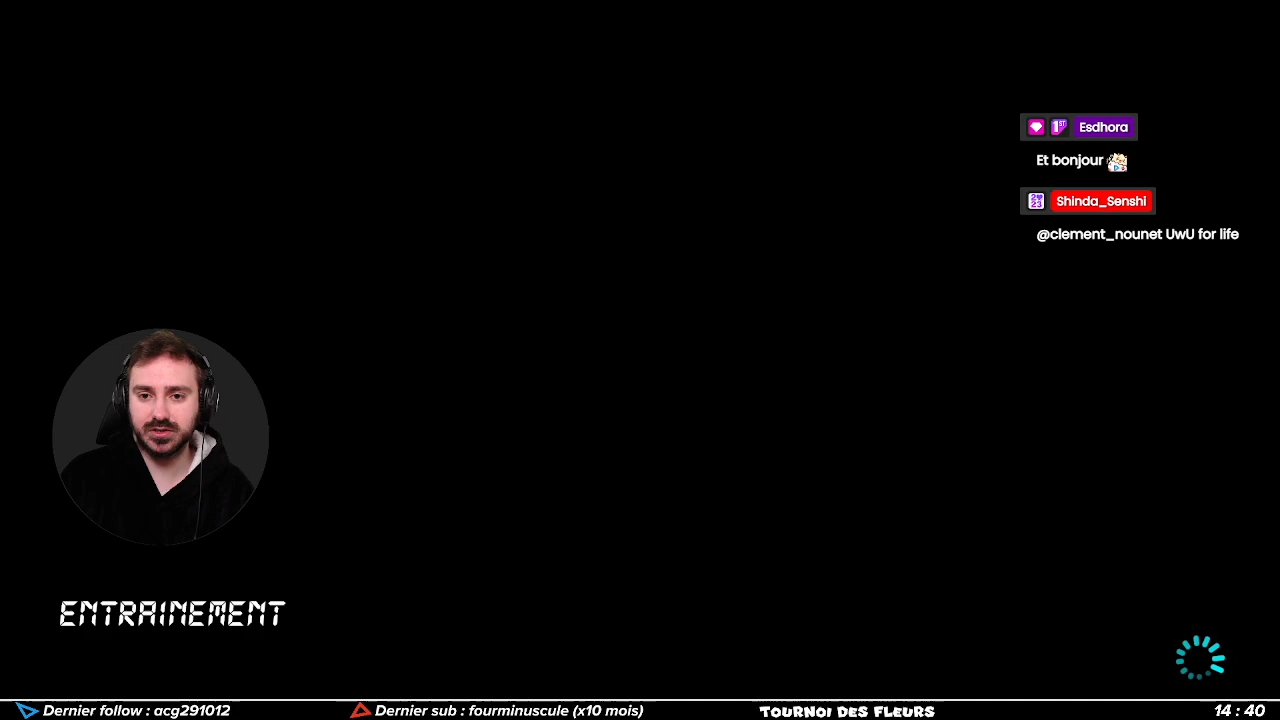 Esdhora
Et bonjour
Shinda_Senshi
@clement_nounet UwU for life
ENTRAINEMENT
Dernier follow : acg291012
Dernier sub : fourminuscule (x10 mois)
TOURNOI DES FLEURS
14 : 40